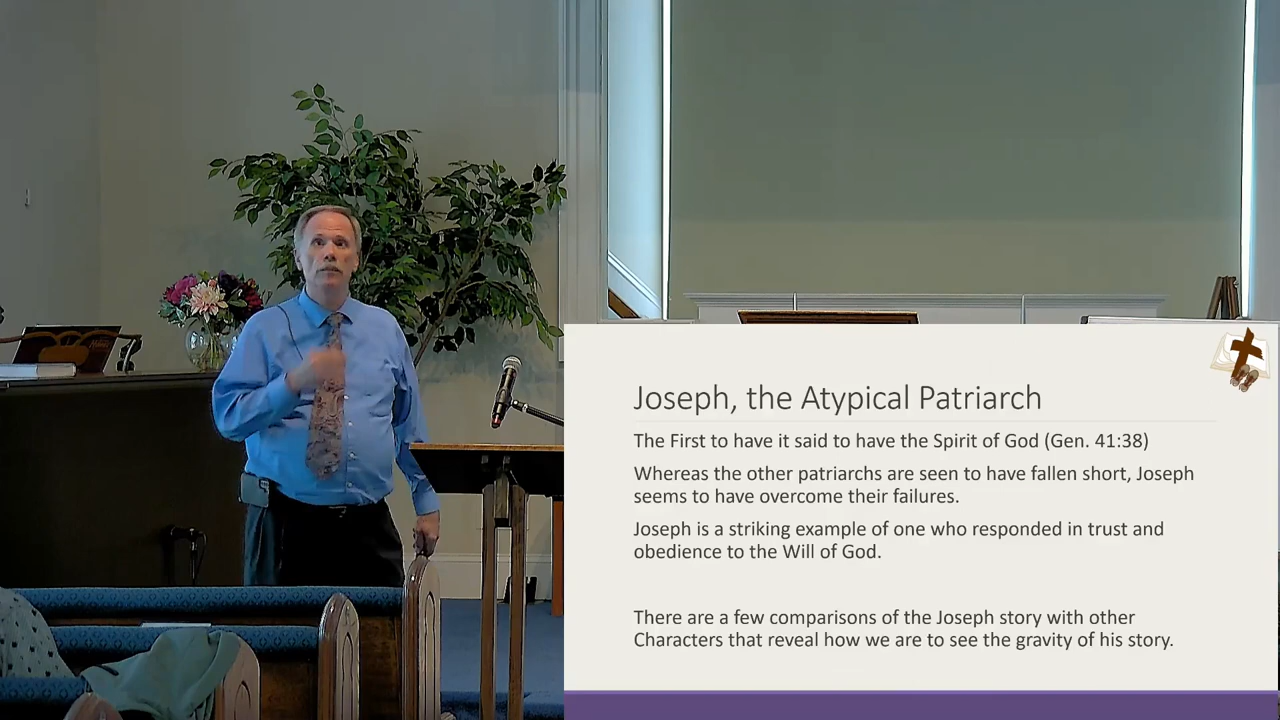 Joseph, the Atypical Patriarch
The First to have it said to have the Spirit of God (Gen. 41:38)
Whereas the other patriarchs are seen to have fallen short, Joseph
seems to have overcome their failures.
Joseph is a striking example of one who responded in trust and
obedience to the Will of God.
There are a few comparisons of the Joseph story with other
Characters that reveal how we are to see the gravity of his story.